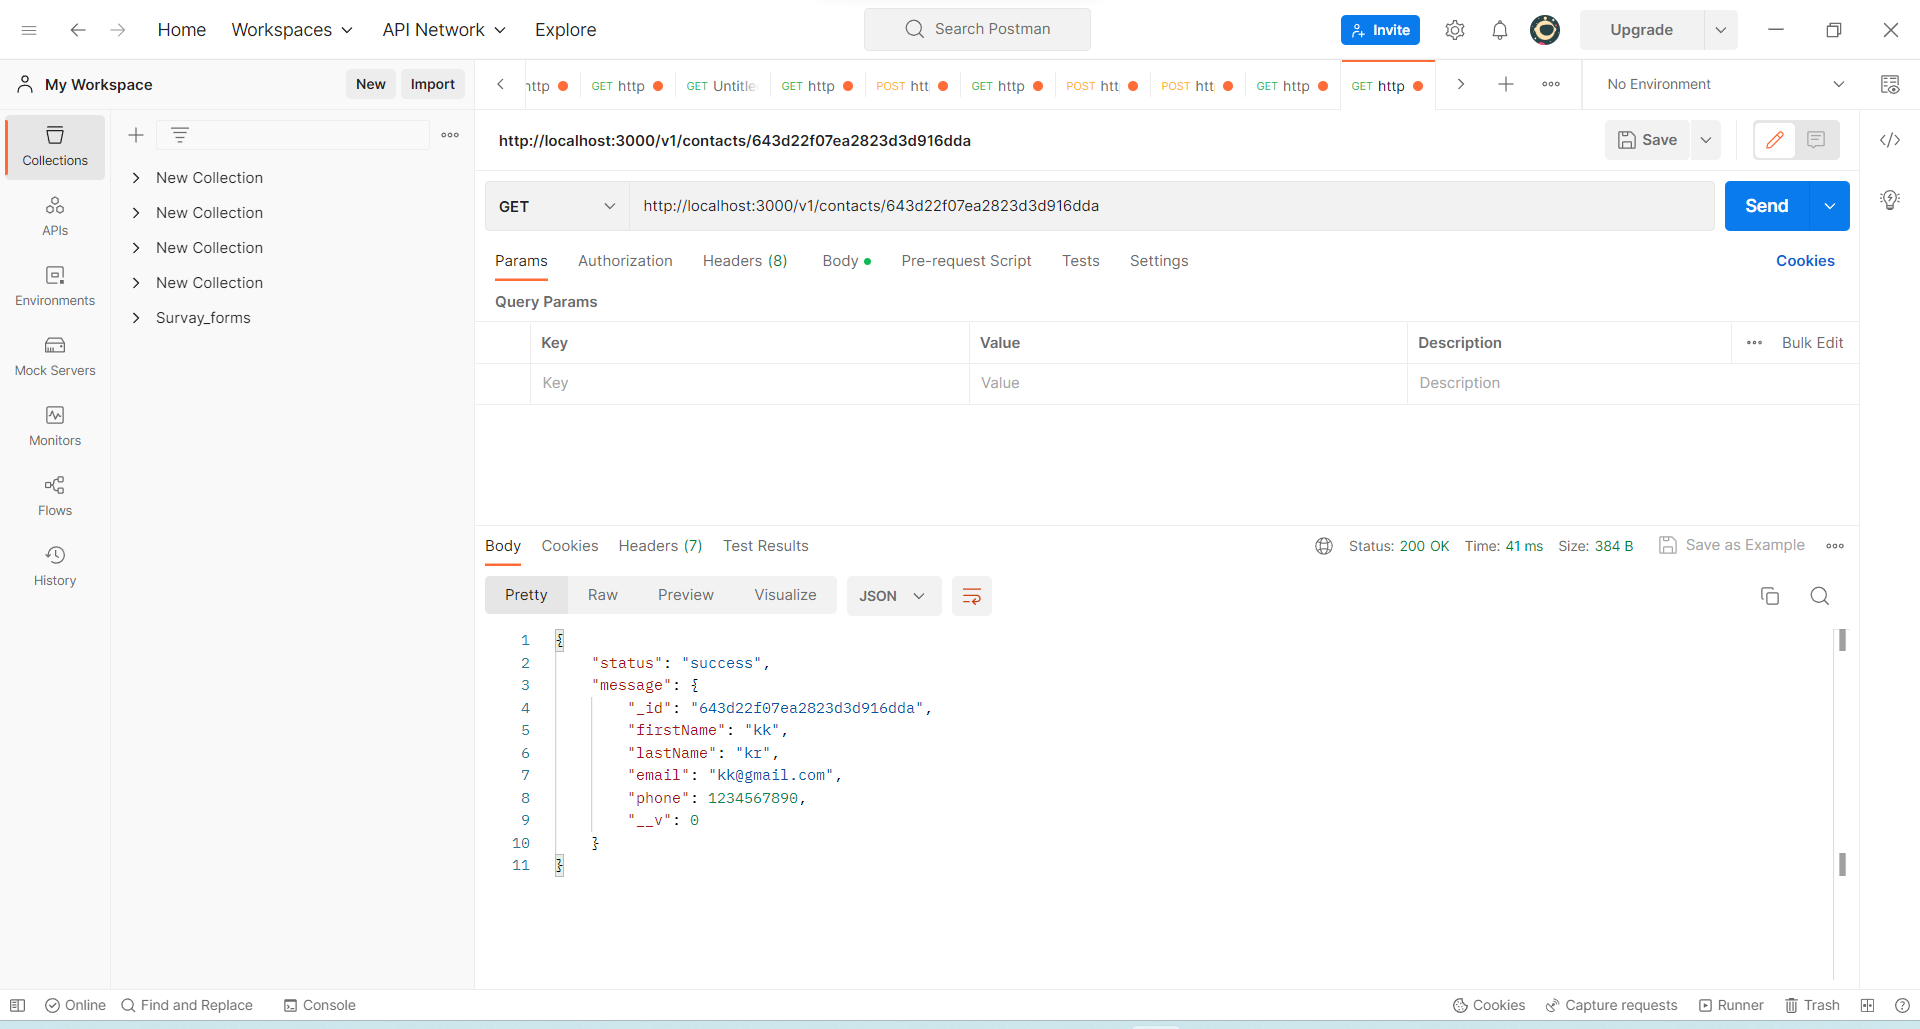 Home Workspaces API Network Explore Search Postman Invite Upgrade
My Workspace New Import
http GET http GET Untitle GET http POST htt GET http POST htt POST htt GET http GET http No Environment
Collections
APIs
Environments
Mock Servers
Monitors
Flows
History
New Collection
New Collection
New Collection
New Collection
Survay_forms
http://localhost:3000/v1/contacts/643d22f07ea2823d3d916dda Save
GET http://localhost:3000/v1/contacts/643d22f07ea2823d3d916dda Send
Params Authorization Headers (8) Body Pre-request Script Tests Settings Cookies
Query Params
Key Value Description Bulk Edit
Key Value Description
Body Cookies Headers (7) Test Results Status: 200 OK Time: 41 ms Size: 384 B Save as Example
Pretty Raw Preview Visualize JSON
1 {
2 "status": "success",
3 "message": {
4 "_id": "643d22f07ea2823d3d916dda",
5 "firstName": "kk",
6 "lastName": "kr",
7 "email": "kk@gmail.com",
8 "phone": 1234567890,
9 "__v": 0
10 }
11 }
Online Find and Replace Console Cookies Capture requests Runner Trash